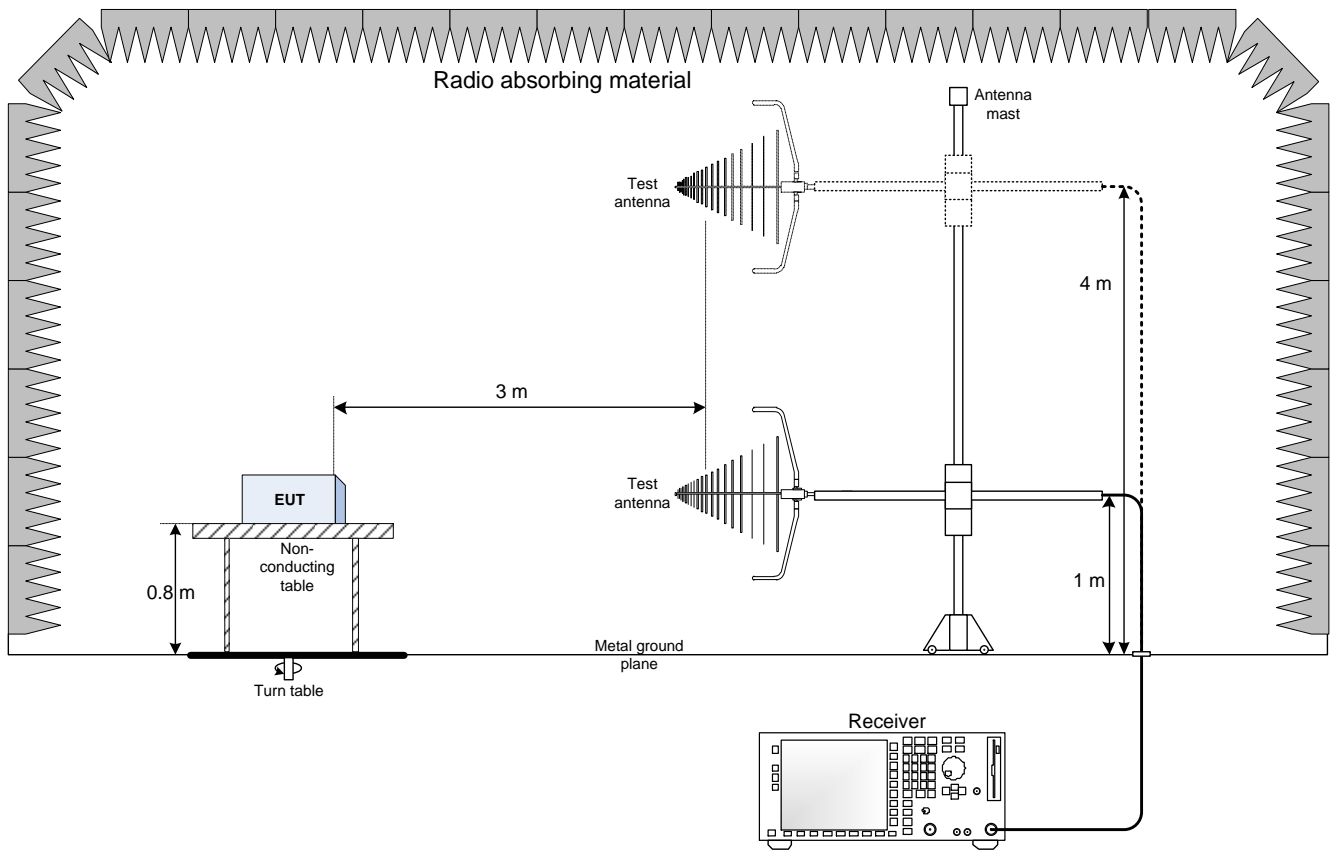 Radio absorbing material
Antenna
mast
Test
antenna
4 m
3 m
Test
antenna
EUT
Non-
conducting
table
0.8 m
1 m
Metal ground
plane
Turn table
Receiver